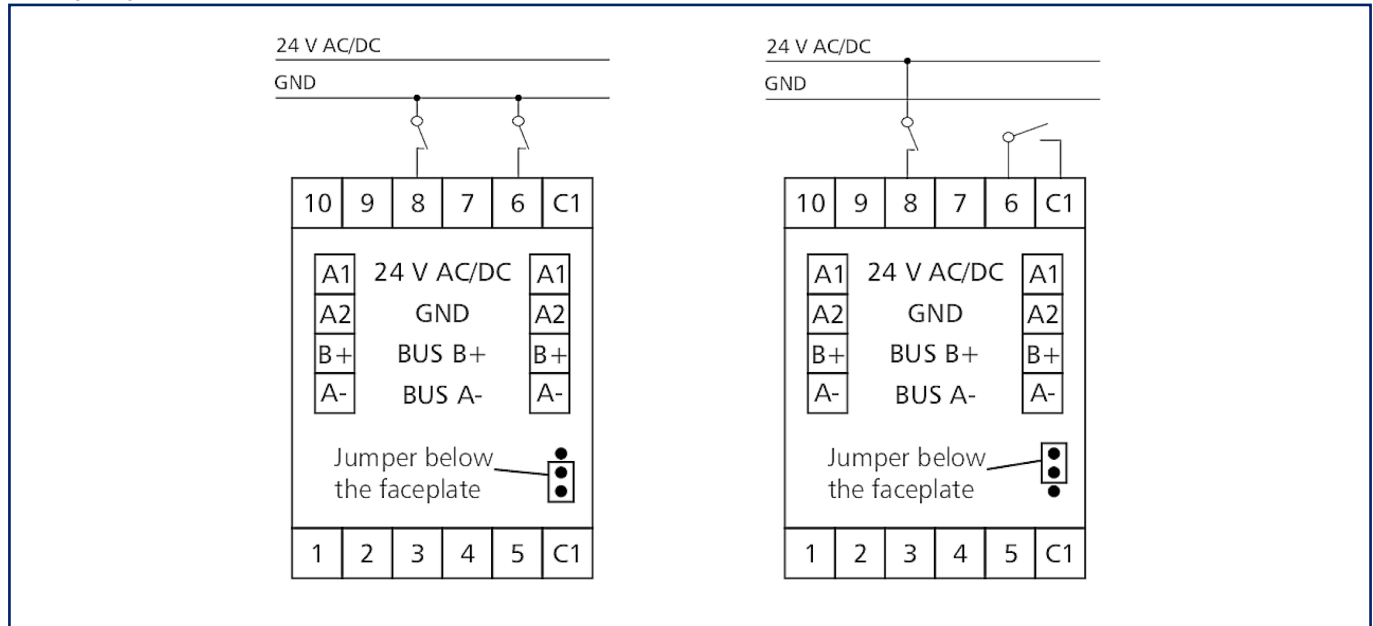 24 V AC/DC
GND
10 9 8 7 6 C1
A1 24 V AC/DC A1
A2 GND A2
B+ BUS B+ B+
A- BUS A- A-
Jumper below
the faceplate
1 2 3 4 5 C1
24 V AC/DC
GND
10 9 8 7 6 C1
A1 24 V AC/DC A1
A2 GND A2
B+ BUS B+ B+
A- BUS A- A-
Jumper below
the faceplate
1 2 3 4 5 C1